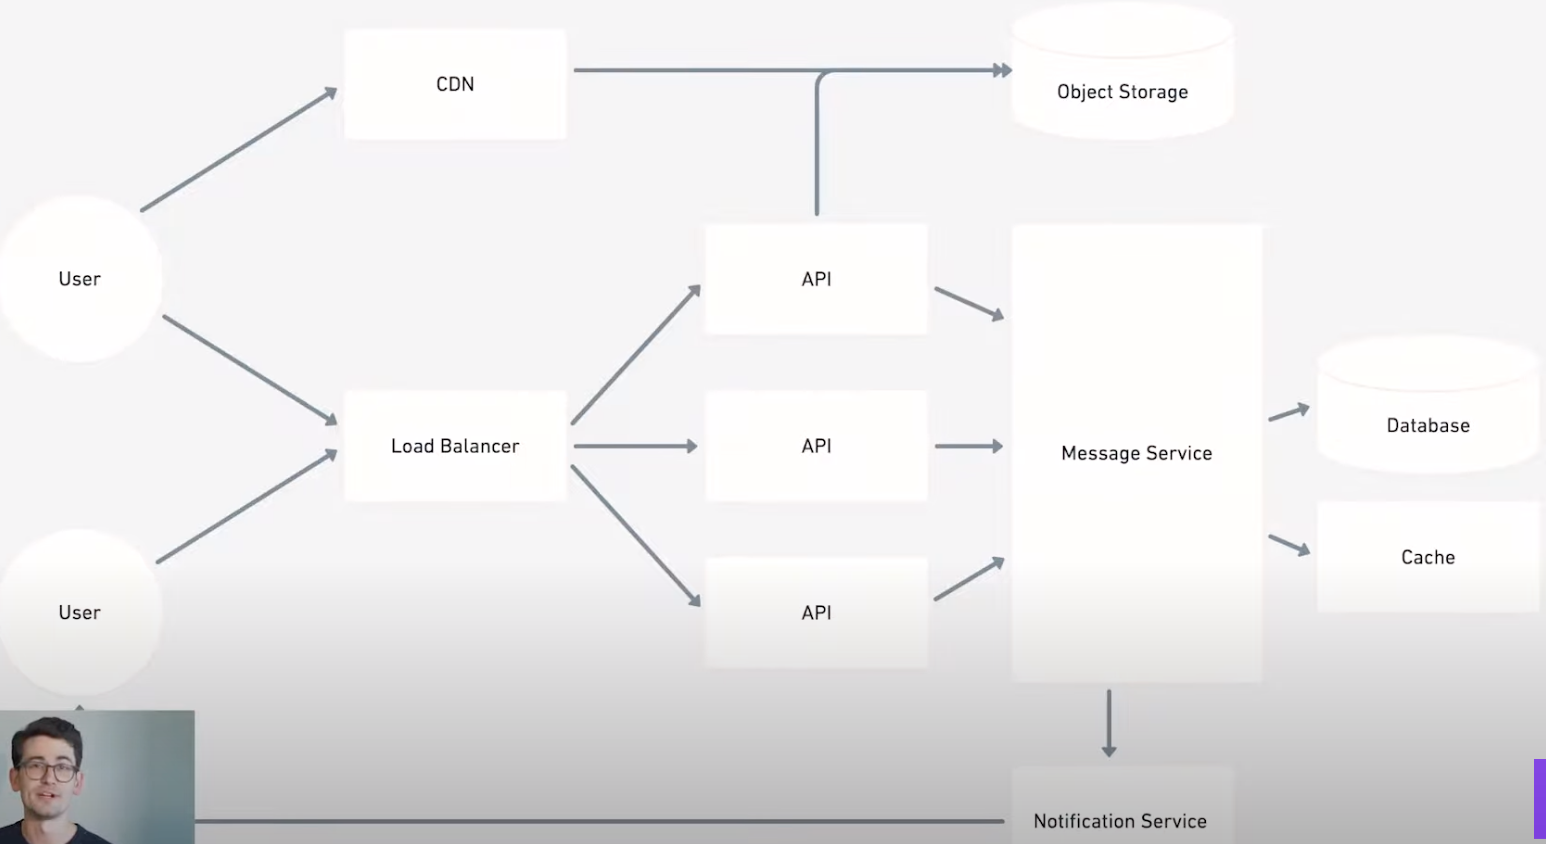 CDN
Object Storage
User
API
Load Balancer
API
Message Service
Database
Cache
User
API
Notification Service